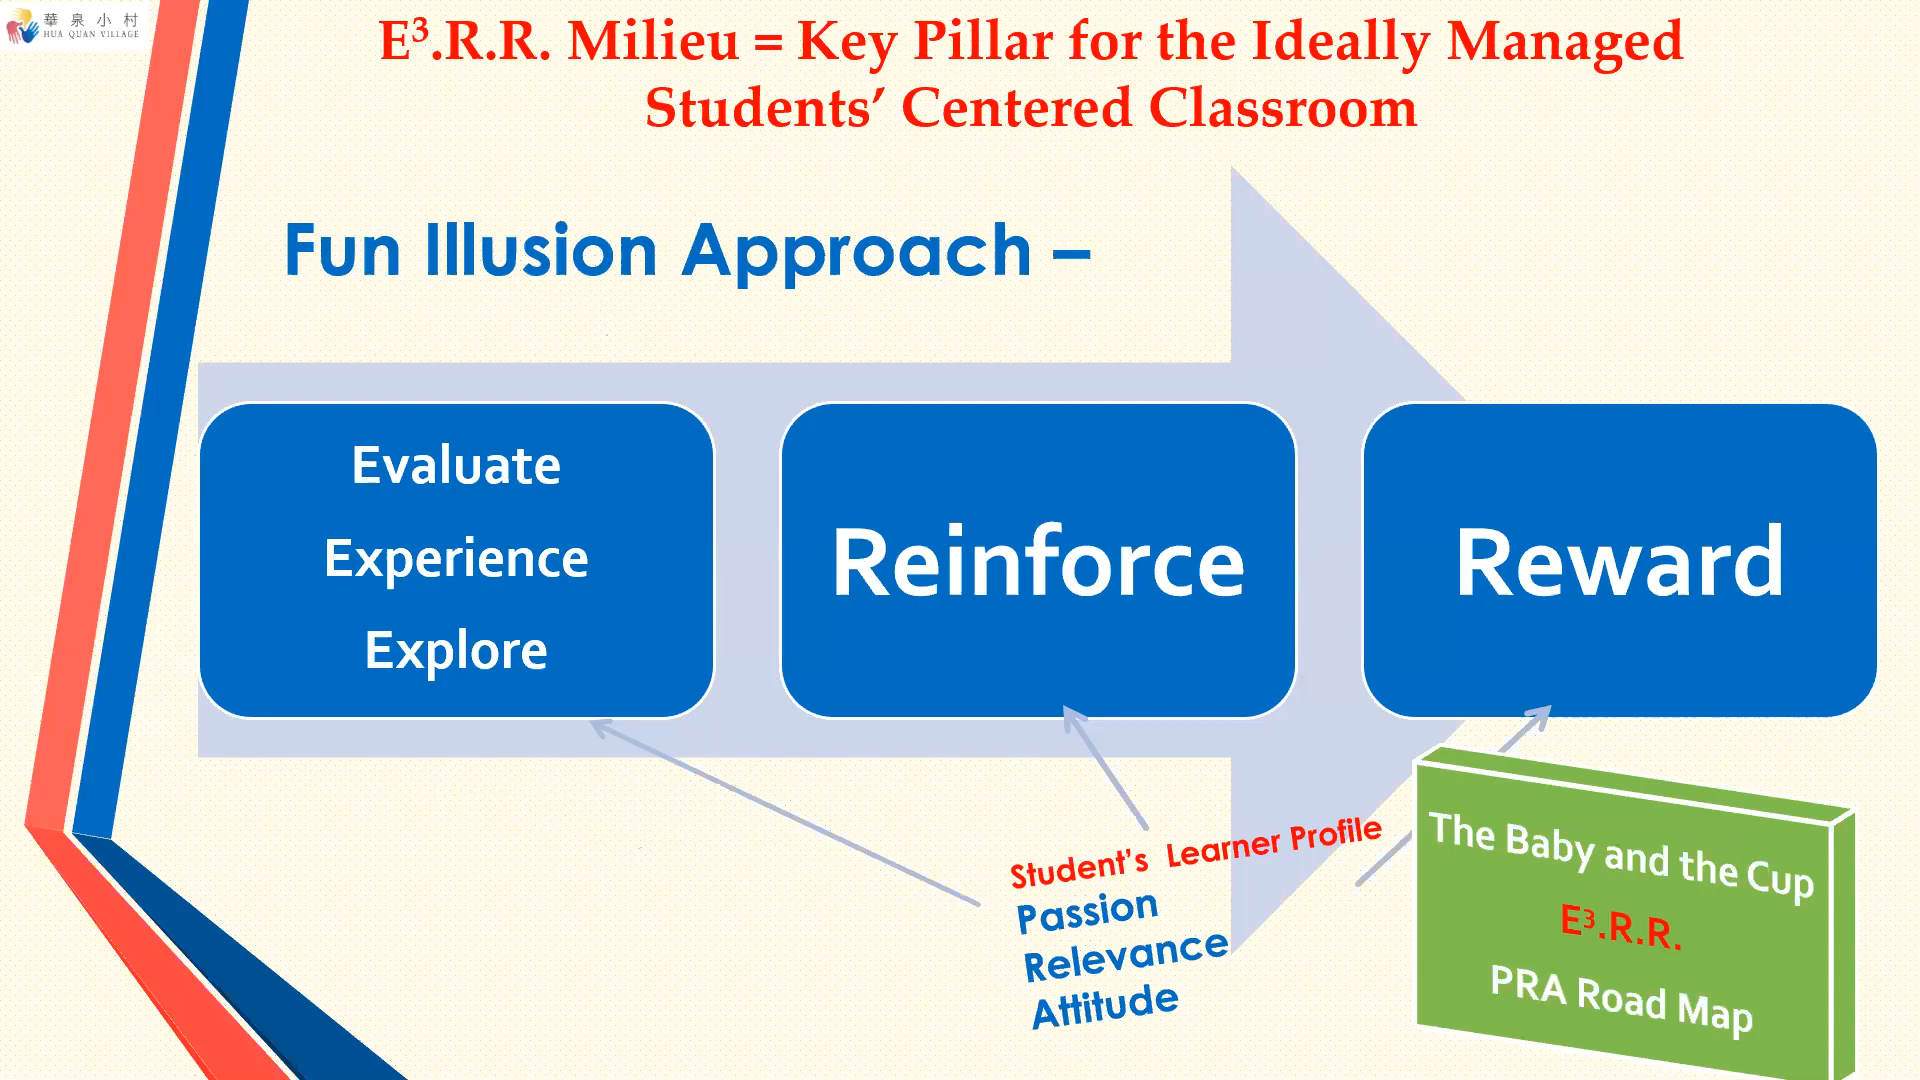 華泉小村
HUA QUAN VILLAGE
E³.R.R. Milieu = Key Pillar for the Ideally Managed
Students’ Centered Classroom
Fun Illusion Approach –
Evaluate
Experience
Explore
Reinforce
Reward
Student’s Learner Profile
Passion
Relevance
Attitude
The Baby and the Cup
E³.R.R.
PRA Road Map